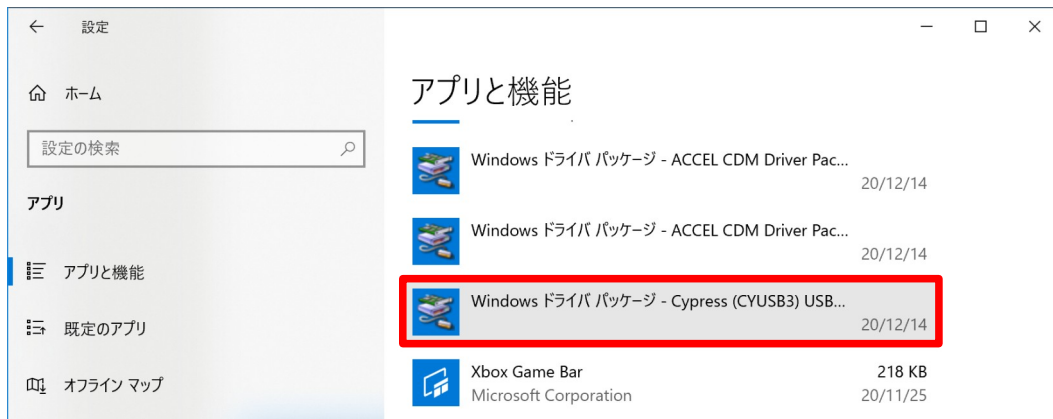 設定
ホーム
設定の検索
アプリ
アプリと機能
既定のアプリ
オフライン マップ
アプリと機能
Windows ドライバ パッケージ - ACCEL CDM Driver Pac...
20/12/14
Windows ドライバ パッケージ - ACCEL CDM Driver Pac...
20/12/14
Windows ドライバ パッケージ - Cypress (CYUSB3) USB...
20/12/14
Xbox Game Bar
218 KB
Microsoft Corporation
20/11/25